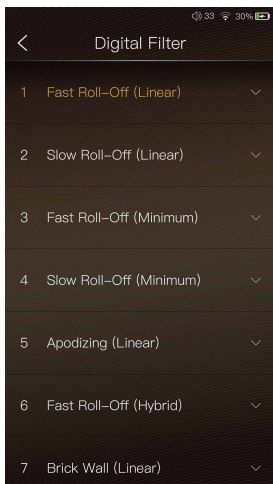 33 30%
Digital Filter
1 Fast Roll-Off (Linear)
2 Slow Roll-Off (Linear)
3 Fast Roll-Off (Minimum)
4 Slow Roll-Off (Minimum)
5 Apodizing (Linear)
6 Fast Roll-Off (Hybrid)
7 Brick Wall (Linear)